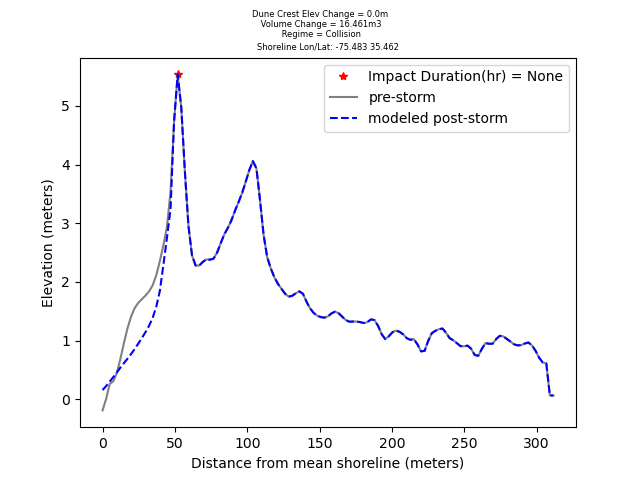 Dune Crest Elev Change = 0.0m
Volume Change = 16.461m3
Regime = Collision
Shoreline Lon/Lat: -75.483 35.462
Impact Duration(hr) = None
pre-storm
modeled post-storm
Elevation (meters)
5
4
3
2
1
0
0 50 100 150 200 250 300
Distance from mean shoreline (meters)